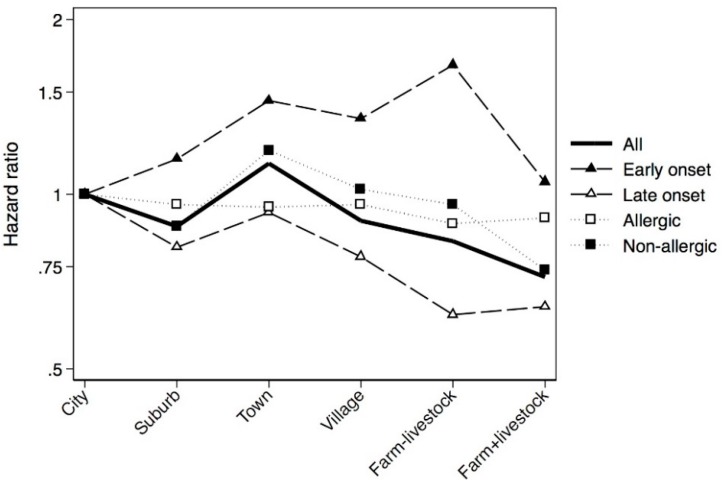 2
1.5
1
.75
.5
Hazard ratio
City
Suburb
Town
Village
Farm-livestock
Farm+livestock
All
Early onset
Late onset
Allergic
Non-allergic